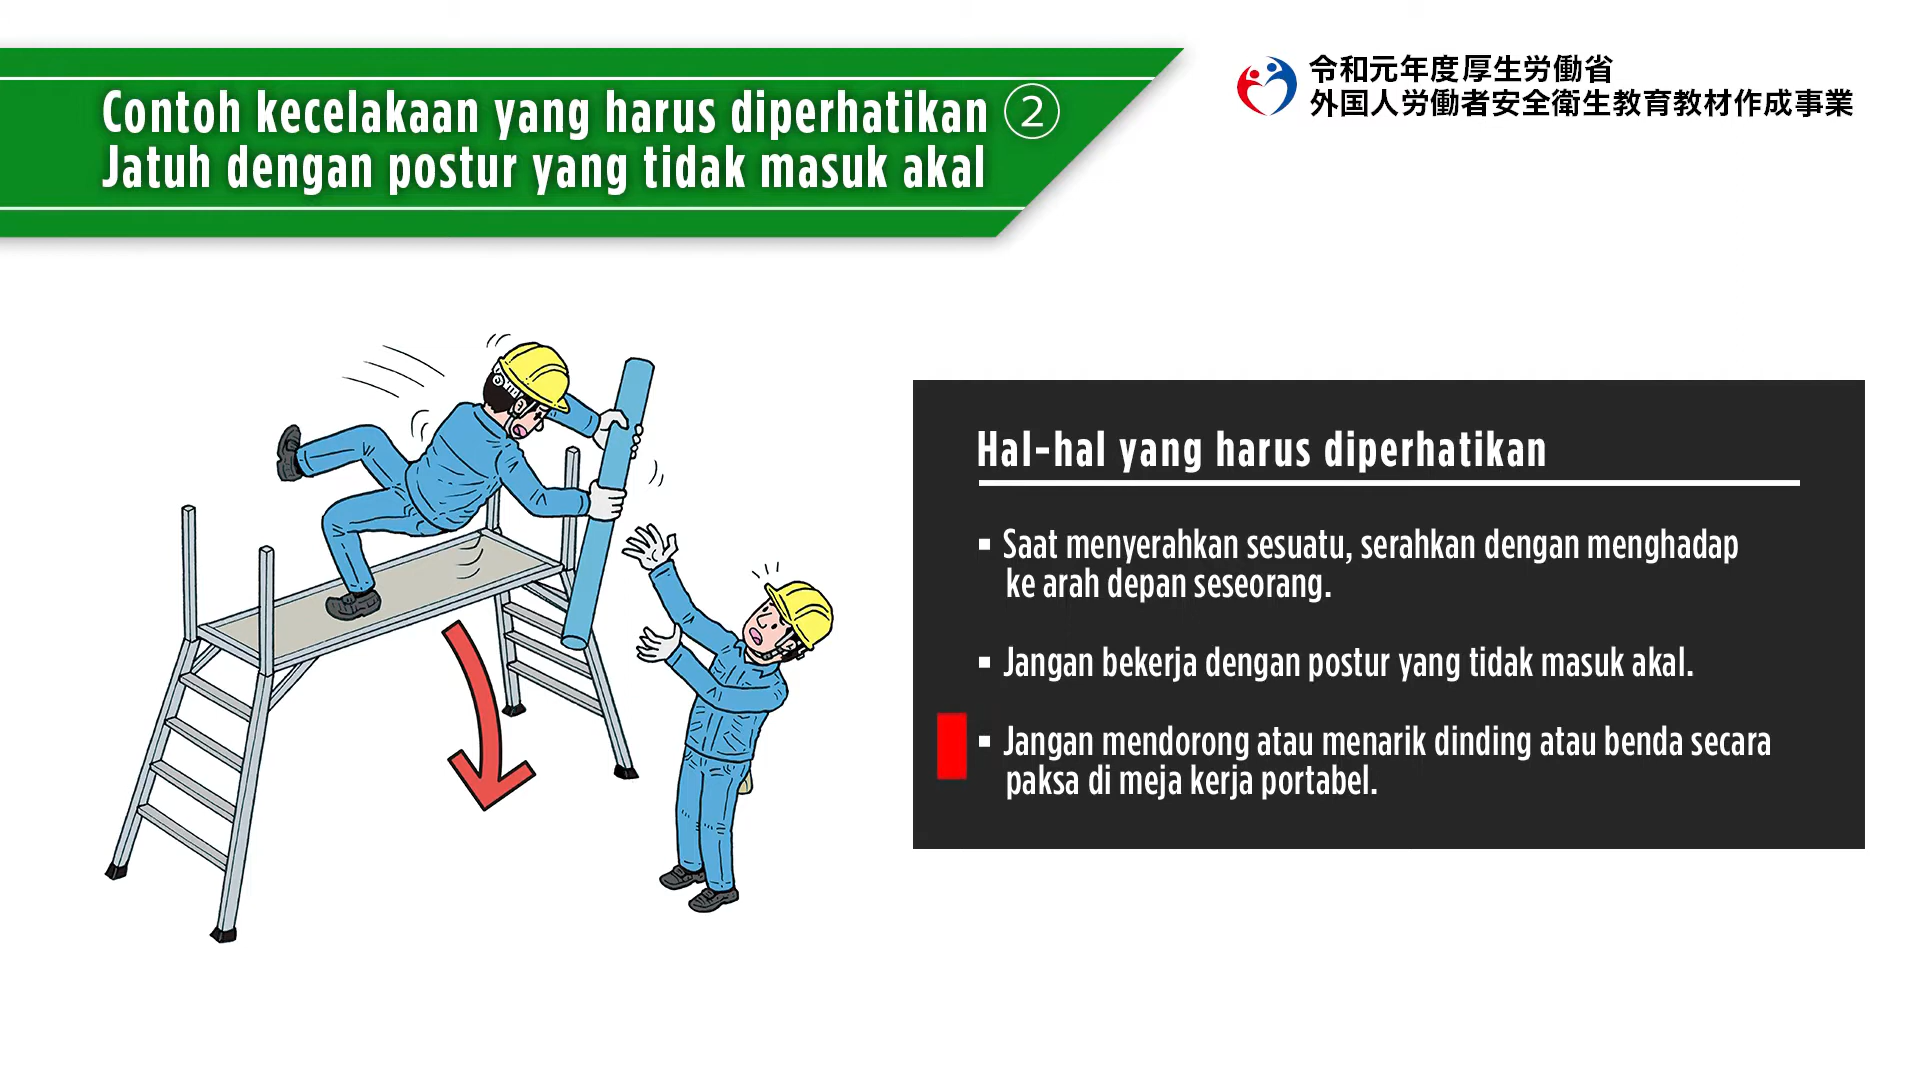 Contoh kecelakaan yang harus diperhatikan ②
Jatuh dengan postur yang tidak masuk akal
令和元年度厚生労働省
外国人労働者安全衛生教育教材作成事業
Hal-hal yang harus diperhatikan
▪ Saat menyerahkan sesuatu, serahkan dengan menghadap
ke arah depan seseorang.
▪ Jangan bekerja dengan postur yang tidak masuk akal.
▪ Jangan mendorong atau menarik dinding atau benda secara
paksa di meja kerja portabel.